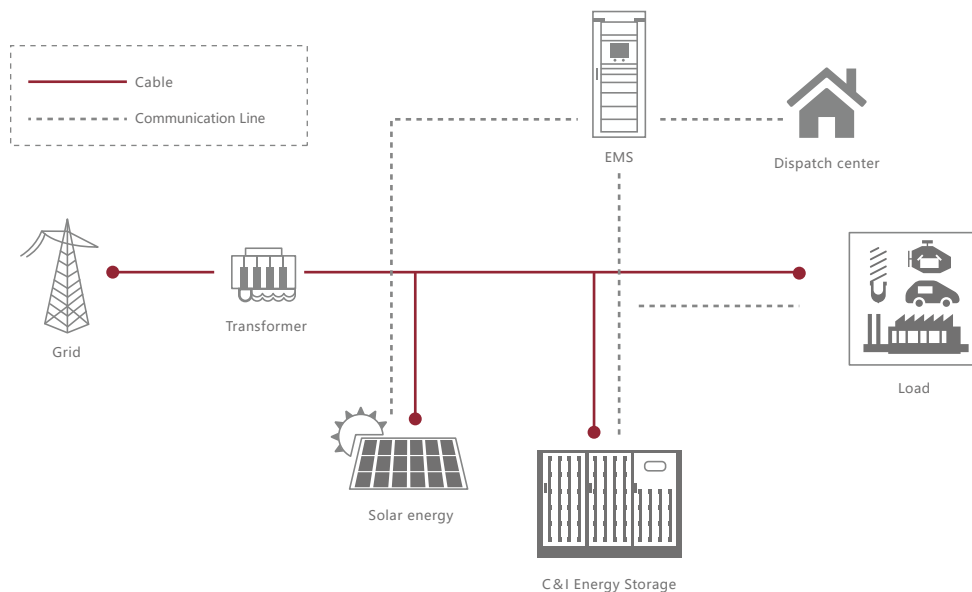 Cable
Communication Line
EMS
Dispatch center
Grid
Transformer
Load
Solar energy
C&I Energy Storage